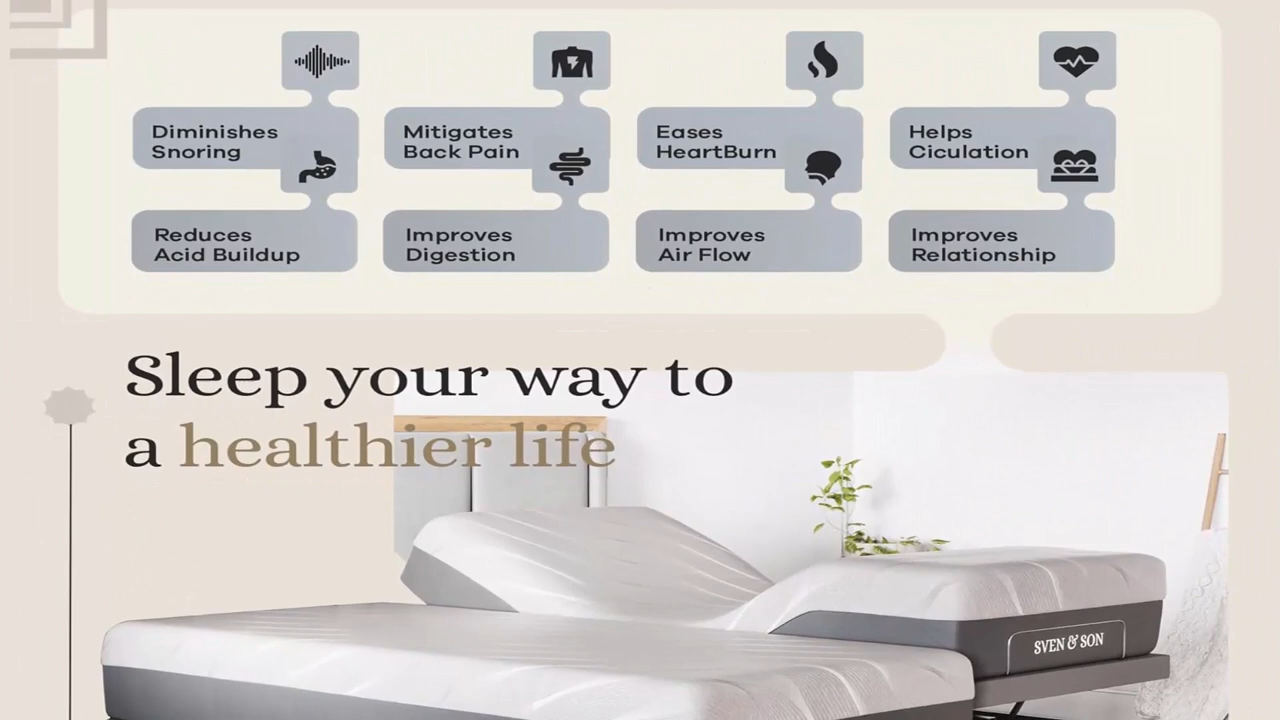 Diminishes
Snoring
Mitigates
Back Pain
Eases
HeartBurn
Helps
Ciculation
Reduces
Acid Buildup
Improves
Digestion
Improves
Air Flow
Improves
Relationship
Sleep your way to
a healthier life
SVEN & SON